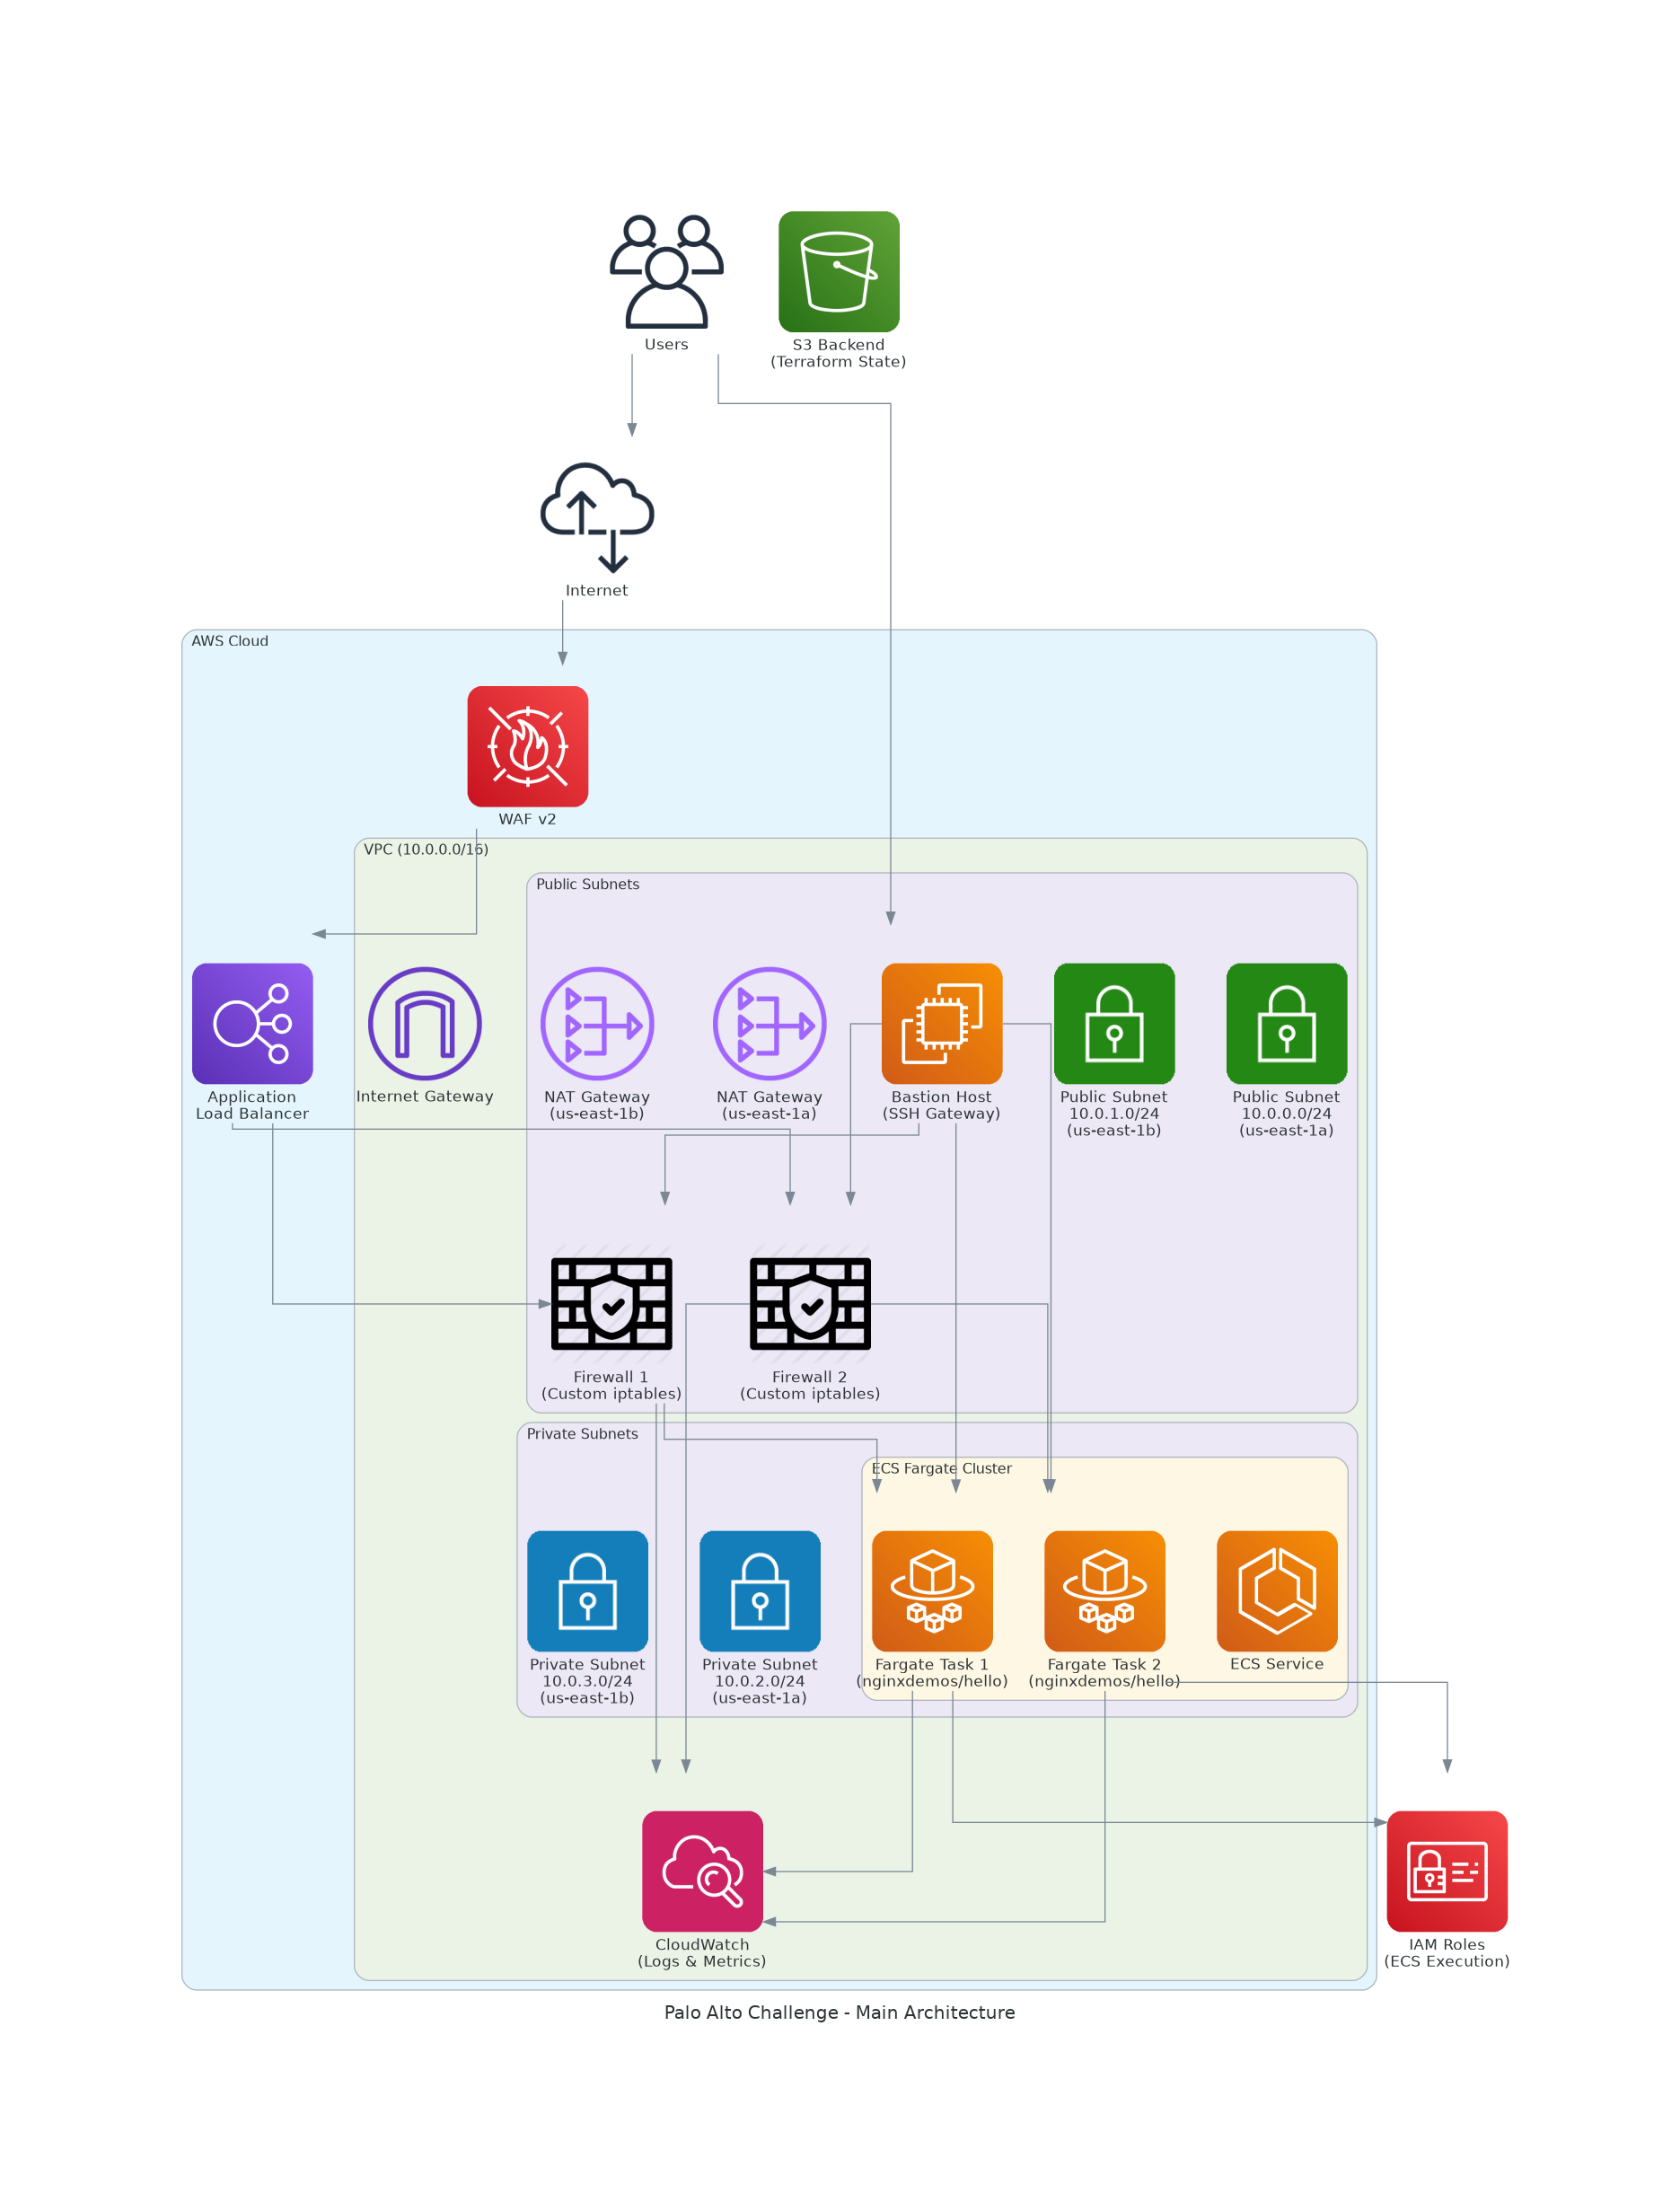 Users
S3 Backend
(Terraform State)
Internet
AWS Cloud
WAF v2
VPC (10.0.0.0/16)
Public Subnets
Application
Load Balancer
Internet Gateway
NAT Gateway
(us-east-1b)
NAT Gateway
(us-east-1a)
Bastion Host
(SSH Gateway)
Public Subnet
10.0.1.0/24
(us-east-1b)
Public Subnet
10.0.0.0/24
(us-east-1a)
Firewall 1
(Custom iptables)
Firewall 2
(Custom iptables)
Private Subnets
ECS Fargate Cluster
Private Subnet
10.0.3.0/24
(us-east-1b)
Private Subnet
10.0.2.0/24
(us-east-1a)
Fargate Task 1
(nginxdemos/hello)
Fargate Task 2
(nginxdemos/hello)
ECS Service
CloudWatch
(Logs & Metrics)
IAM Roles
(ECS Execution)
Palo Alto Challenge - Main Architecture